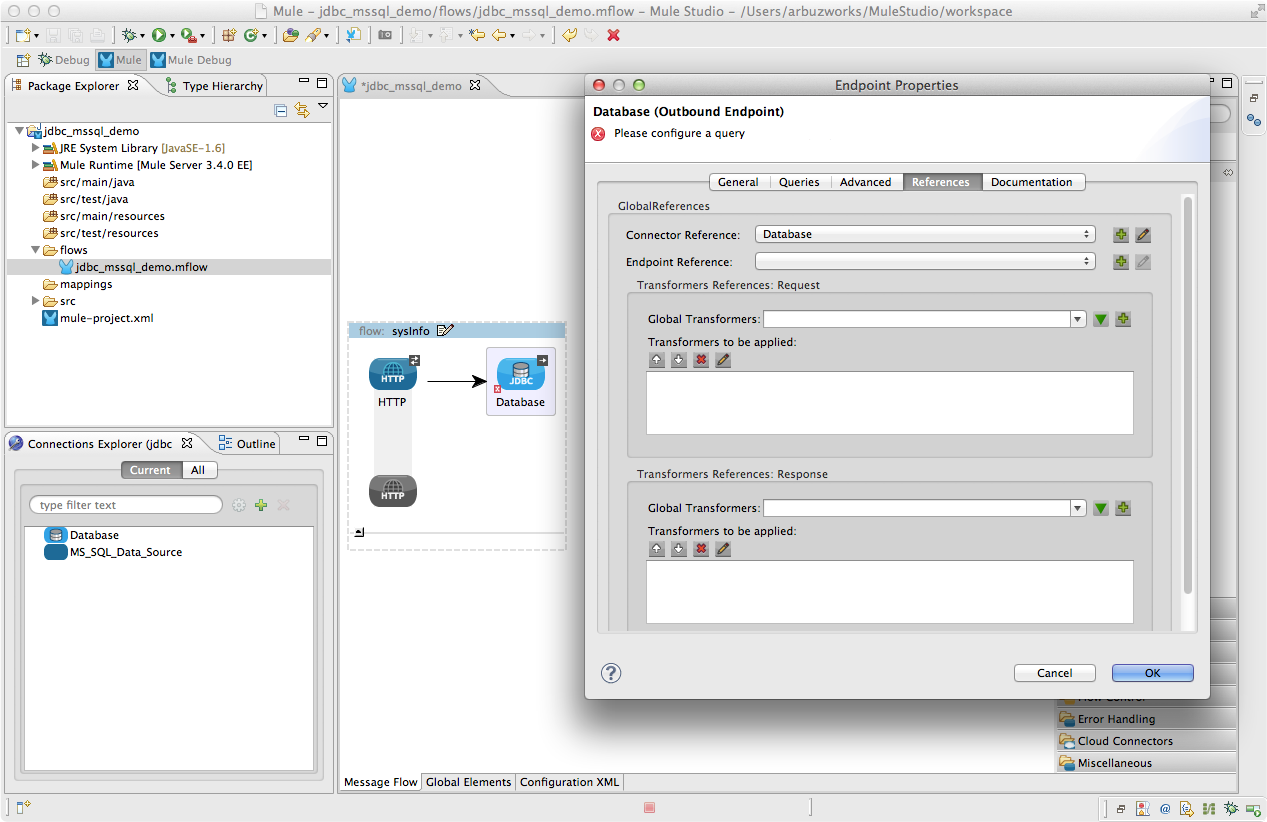 Mule - jdbc_mssql_demo/flows/jdbc_mssql_demo.mflow - Mule Studio - /Users/arbuzworks/MuleStudio/workspace
Debug Mule Mule Debug
Package Explorer Type Hierarchy
jdbc_mssql_demo
JRE System Library [JavaSE-1.6]
Mule Runtime [Mule Server 3.4.0 EE]
src/main/java
src/test/java
src/main/resources
src/test/resources
flows
jdbc_mssql_demo.mflow
mappings
src
mule-project.xml
Connections Explorer (jdbc Outline
Current All
type filter text
Database
MS_SQL_Data_Source
*jdbc_mssql_demo
flow: sysInfo
HTTP
JDBC
HTTP
Database
HTTP
Message Flow Global Elements Configuration XML
Endpoint Properties
Database (Outbound Endpoint)
Please configure a query
General Queries Advanced References Documentation
GlobalReferences
Connector Reference: Database
Endpoint Reference:
Transformers References: Request
Global Transformers:
Transformers to be applied:
Transformers References: Response
Global Transformers:
Transformers to be applied:
?
Cancel OK
Flow Control
Error Handling
Cloud Connectors
Miscellaneous